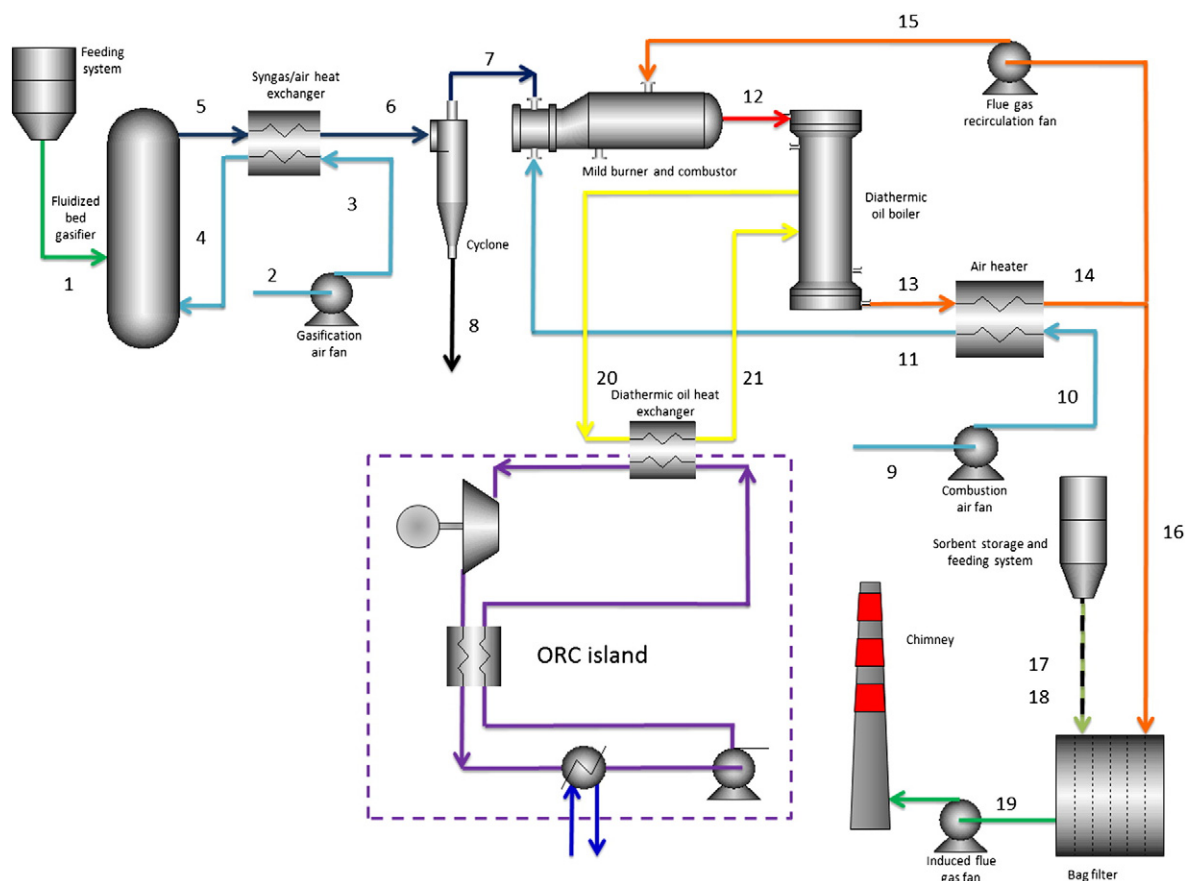 15
Feeding
system
Syngas/air heat
exchanger
7
5
6
12
Flue gas
recirculation fan
Mild burner and combustor
Diathermic
oil boiler
Fluidized
bed
gasifier
4
3
Cyclone
Air heater
1
2
13
14
Gasification
air fan
8
11
20
21
10
Diathermic oil heat
exchanger
9
Combustion
air fan
16
Sorbent storage and
feeding system
ORC island
Chimney
17
18
19
Induced flue
gas fan
Bag filter